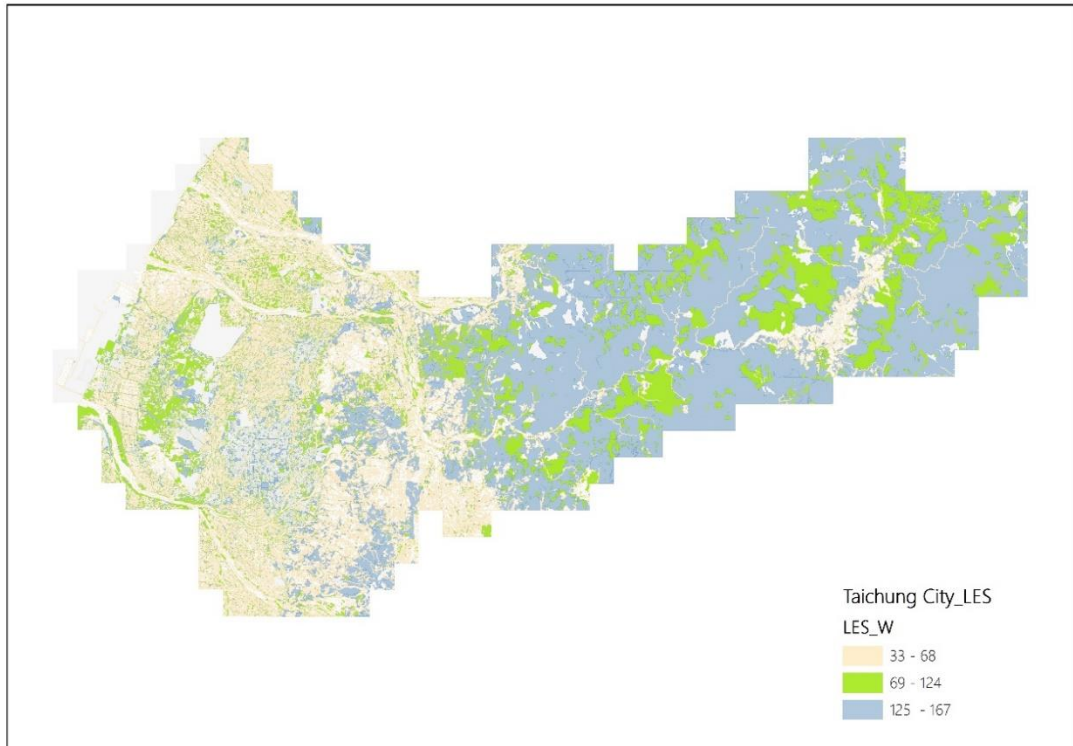 Taichung City_LES
LES_W
33 - 68
69 - 124
125 - 167